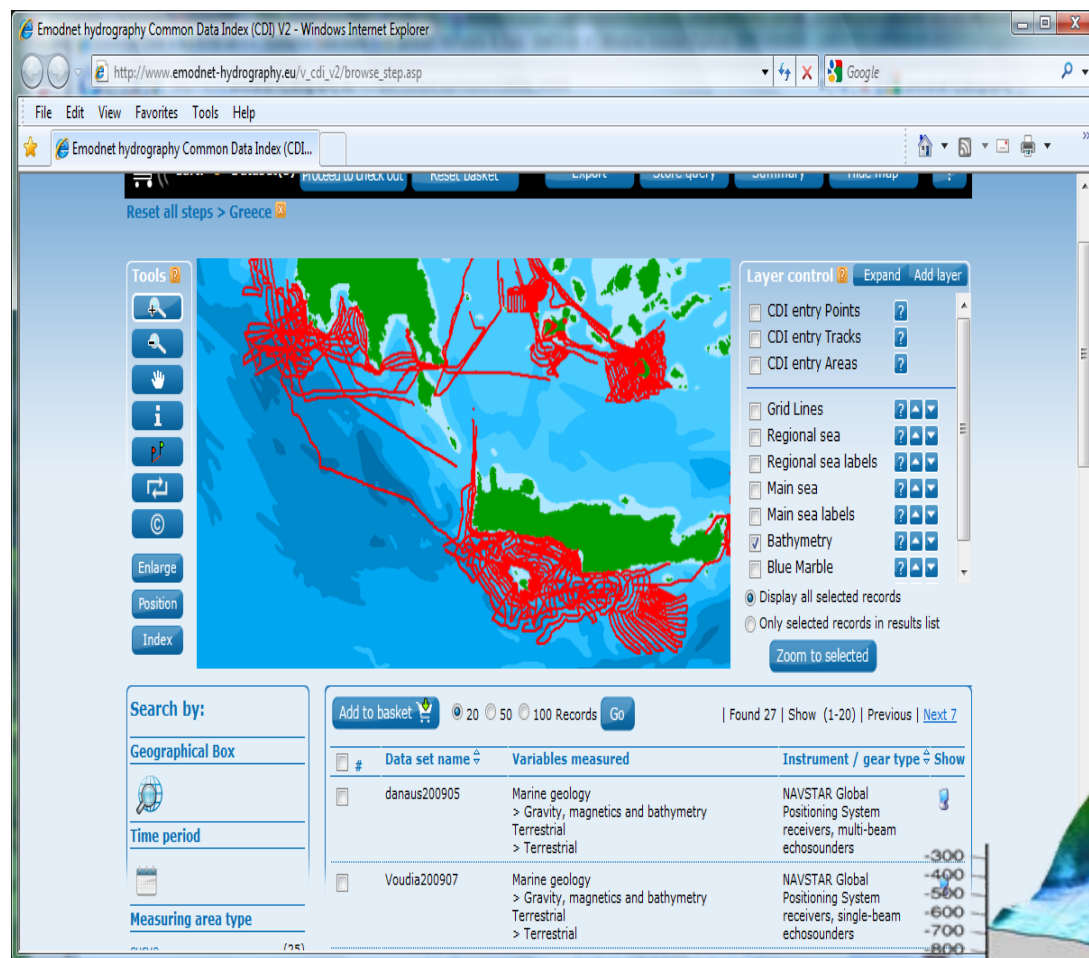 Emodnet hydrography Common Data Index (CDI) V2 - Windows Internet Explorer
http://www.emodnet-hydrography.eu/v_cdi_v2/browse_step.asp
Google
File Edit View Favorites Tools Help
Emodnet hydrography Common Data Index (CDI...
Proceed to check out Reset basket Export Store query Summary Hide map ?
Reset all steps > Greece
Tools ?
Layer control ? Expand Add layer
CDI entry Points ?
CDI entry Tracks ?
CDI entry Areas ?
Grid Lines ?
Regional sea ?
Regional sea labels ?
Main sea ?
Main sea labels ?
Bathymetry ?
Blue Marble ?
Enlarge
Position
Index
Display all selected records
Only selected records in results list
Zoom to selected
Search by:
Geographical Box
Time period
Measuring area type
curve (25)
Add to basket 20 50 100 Records Go | Found 27 | Show (1-20) | Previous | Next 7
# Data set name Variables measured Instrument / gear type Show
danaus200905 Marine geology NAVSTAR Global
> Gravity, magnetics and bathymetry Positioning System
Terrestrial receivers, multi-beam
> Terrestrial echosounders
Voudia200907 Marine geology NAVSTAR Global
> Gravity, magnetics and bathymetry Positioning System
Terrestrial receivers, single-beam
> Terrestrial echosounders
-300
-400
-500
-600
-700
-800